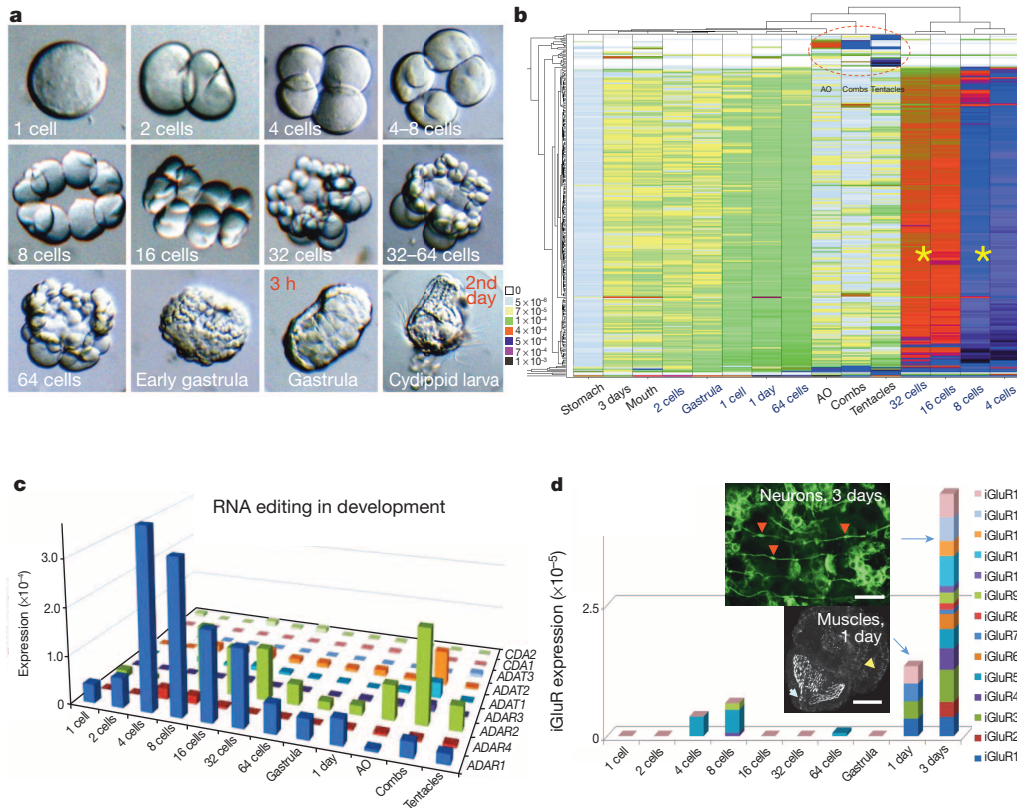 a
1 cell
2 cells
4 cells
4–8 cells
8 cells
16 cells
32 cells
32–64 cells
64 cells
Early gastrula
3 h
Gastrula
2nd
day
Cydippid larva
b
AO
Combs
Tentacles
0
5 × 10⁻⁶
7 × 10⁻⁵
1 × 10⁻⁴
4 × 10⁻⁴
5 × 10⁻⁴
7 × 10⁻⁴
1 × 10⁻³
Stomach
3 days
Mouth
2 cells
Gastrula
1 cell
1 day
64 cells
AO
Combs
Tentacles
32 cells
16 cells
8 cells
4 cells
c
RNA editing in development
Expression (×10⁻⁴)
3.0
2.0
1.0
0
1 cell
2 cells
4 cells
8 cells
16 cells
32 cells
64 cells
Gastrula
1 day
AO
Combs
Tentacles
CDA2
CDA1
ADAT3
ADAT2
ADAT1
ADAR3
ADAR2
ADAR4
ADAR1
d
iGluR expression (×10⁻⁵)
2.5
0
Neurons, 3 days
Muscles,
1 day
1 cell
2 cells
4 cells
8 cells
16 cells
32 cells
64 cells
Gastrula
1 day
3 days
iGluR1
iGluR1
iGluR1
iGluR1
iGluR1
iGluR9
iGluR8
iGluR7
iGluR6
iGluR5
iGluR4
iGluR3
iGluR2
iGluR1